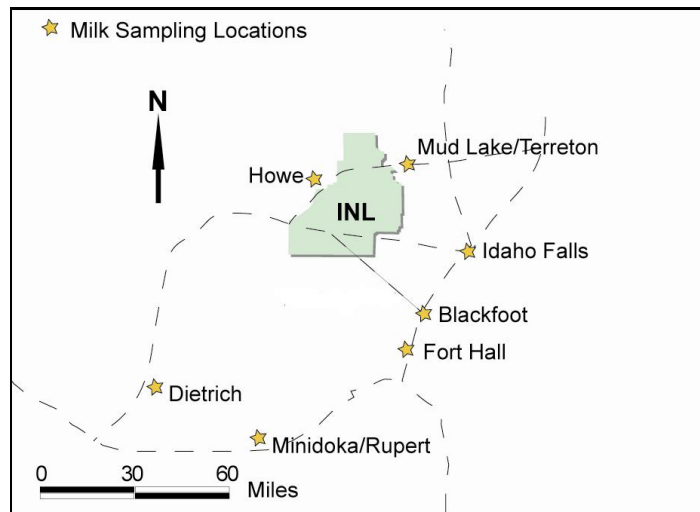 Milk Sampling Locations
N
Mud Lake/Terreton
Howe
INL
Idaho Falls
Blackfoot
Fort Hall
Dietrich
Minidoka/Rupert
0 30 60
Miles